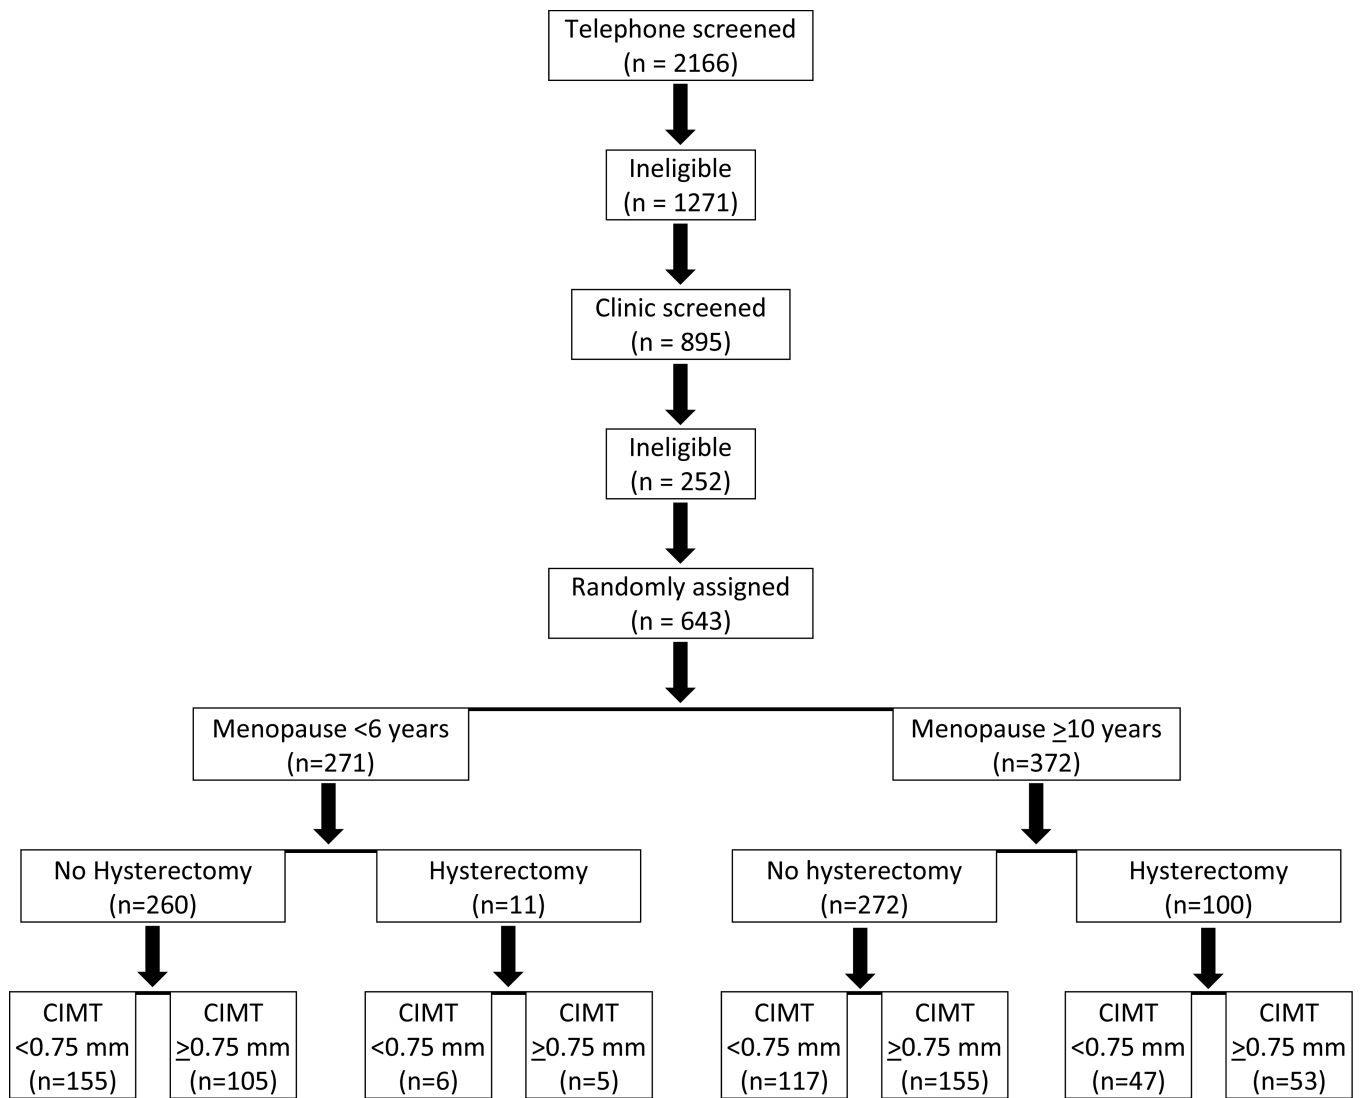 Telephone screened
(n = 2166)
Ineligible
(n = 1271)
Clinic screened
(n = 895)
Ineligible
(n = 252)
Randomly assigned
(n = 643)
Menopause <6 years
(n=271)
Menopause ≥10 years
(n=372)
No Hysterectomy
(n=260)
Hysterectomy
(n=11)
No hysterectomy
(n=272)
Hysterectomy
(n=100)
CIMT
<0.75 mm
(n=155)
CIMT
≥0.75 mm
(n=105)
CIMT
<0.75 mm
(n=6)
CIMT
≥0.75 mm
(n=5)
CIMT
<0.75 mm
(n=117)
CIMT
≥0.75 mm
(n=155)
CIMT
<0.75 mm
(n=47)
CIMT
≥0.75 mm
(n=53)